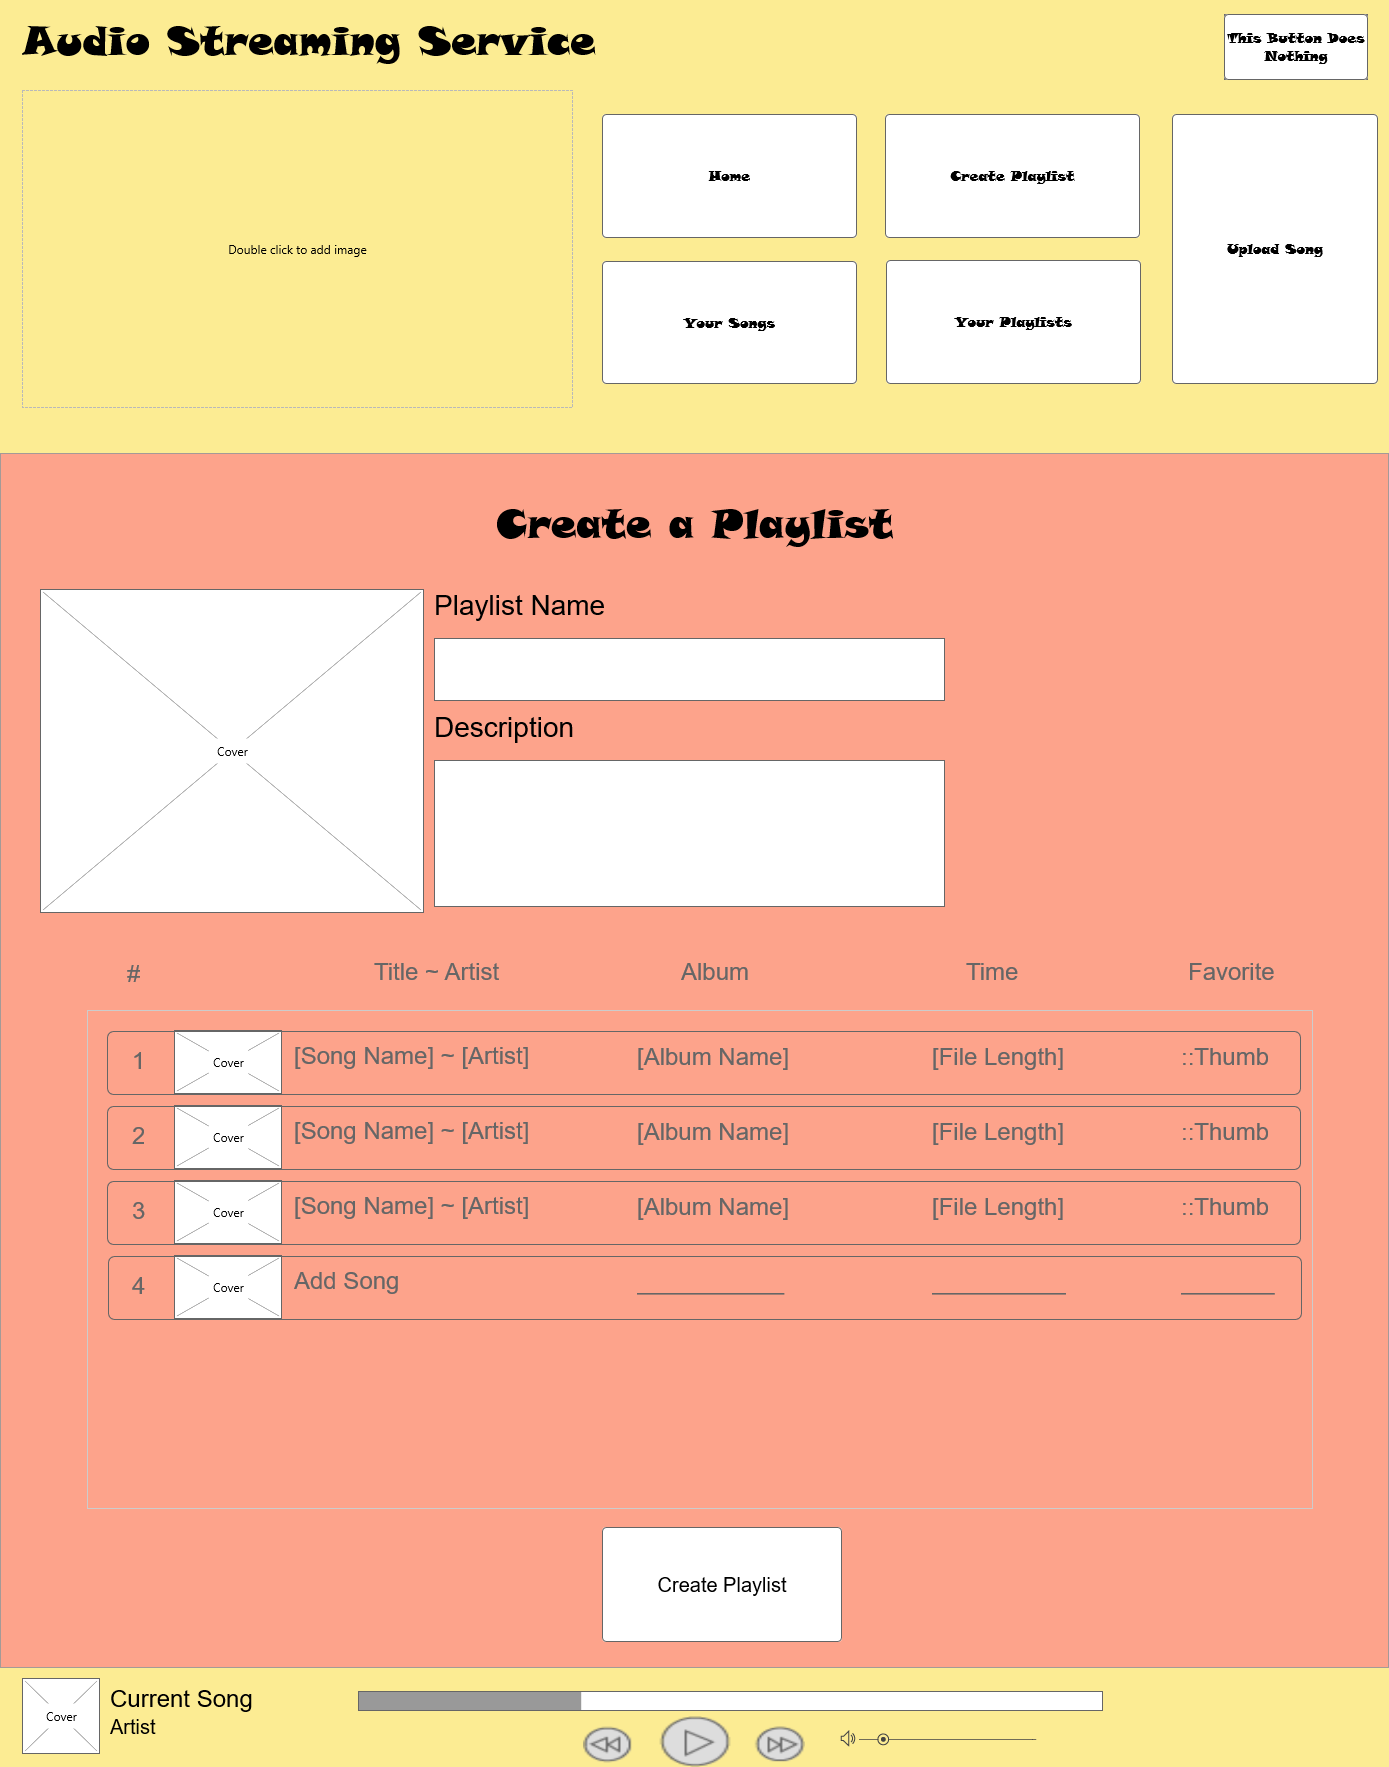 Audio Streaming Service
This Button Does
Nothing
Double click to add image
Home
Create Playlist
Upload Song
Your Songs
Your Playlists
Create a Playlist
Cover
Playlist Name
Description
# Title ~ Artist Album Time Favorite
1 Cover [Song Name] ~ [Artist] [Album Name] [File Length] ::Thumb
2 Cover [Song Name] ~ [Artist] [Album Name] [File Length] ::Thumb
3 Cover [Song Name] ~ [Artist] [Album Name] [File Length] ::Thumb
4 Cover Add Song ___________ __________ _______
Create Playlist
Cover
Current Song
Artist